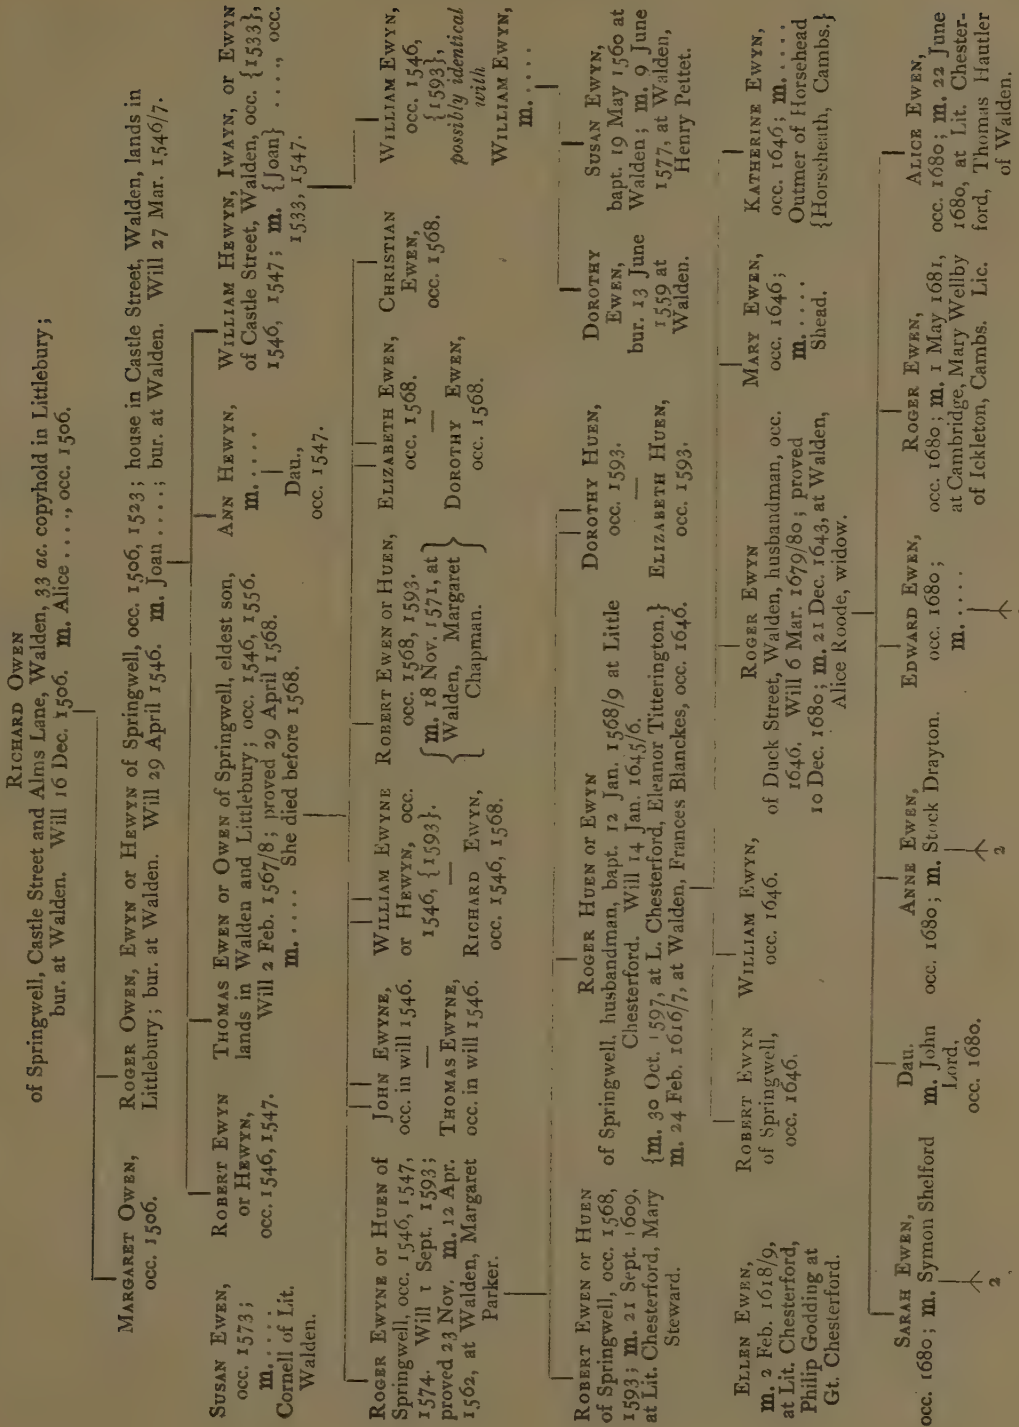 RICHARD OWEN
of Springwell, Castle Street and Alms Lane, Walden, 33 ac. copyhold in Littlebury;
bur. at Walden. Will 16 Dec. 1506. m. Alice ...., occ. 1506.
MARGARET OWEN,
occ. 1506.
ROGER OWEN, EWYN or HEWYN of Springwell, occ. 1506, 1523; house in Castle Street, Walden, lands in
Littlebury; bur. at Walden. Will 29 April 1546. m. Joan ....; bur. at Walden. Will 27 Mar. 1546/7.
SUSAN EWEN,
occ. 1573;
m.....
Cornell of Lit.
Walden.
ROBERT EWYN
or HEWYN,
occ. 1546, 1547.
THOMAS EWEN or OWEN of Springwell, eldest son,
lands in Walden and Littlebury; occ. 1546, 1556.
Will 2 Feb. 1567/8; proved 29 April 1568.
m..... She died before 1568.
ANN HEWYN,
m.....
Dau.,
occ. 1547.
WILLIAM HEWYN, IWAYN, or EWYN
of Castle Street, Walden, occ. {1533},
1546, 1547; m. {Joan} ...., occ.
1533, 1547.
ROGER EWYNE or HUEN of
Springwell, occ. 1546, 1547,
1574. Will 1 Sept. 1593;
proved 23 Nov. m. 12 Apr.
1562, at Walden, Margaret
Parker.
JOHN EWYNE,
occ. in will 1546.
—
THOMAS EWYNE,
occ. in will 1546.
WILLIAM EWYNE
or HEWYN, occ.
1546, {1593}.
—
RICHARD EWYN,
occ. 1546, 1568.
ROBERT EWEN or HUEN,
occ. 1568, 1593.
{m. 18 Nov. 1571, at
Walden, Margaret
Chapman.}
ELIZABETH EWEN,
occ. 1568.
—
DOROTHY EWEN,
occ. 1568.
CHRISTIAN
EWEN,
occ. 1568.
WILLIAM EWYN,
occ. 1546,
{1593},
possibly identical
with
WILLIAM EWYN,
m.....
ROBERT EWEN or HUEN
of Springwell, occ. 1568,
1593; m. 21 Sept. 1609,
at Lit. Chesterford, Mary
Steward.
ROGER HUEN or EWYN
of Springwell, husbandman, bapt. 12 Jan. 1568/9 at Little
Chesterford. Will 14 Jan. 1645/6.
{m. 30 Oct. 1597, at L. Chesterford, Eleanor Titterington.}
m. 24 Feb. 1616/7, at Walden, Frances Blanckes, occ. 1646.
DOROTHY HUEN,
occ. 1593.
—
ELIZABETH HUEN,
occ. 1593.
DOROTHY
EWEN,
bur. 13 June
1559 at
Walden.
SUSAN EWYN,
bapt. 19 May 1560 at
Walden; m. 9 June
1577, at Walden,
Henry Pettet.
ELLEN EWEN,
m. 2 Feb. 1618/9,
at Lit. Chesterford,
Philip Godding at
Gt. Chesterford.
ROBERT EWYN
of Springwell,
occ. 1646.
WILLIAM EWYN,
occ. 1646.
ROGER EWYN
of Duck Street, Walden, husbandman, occ.
1646. Will 6 Mar. 1679/80; proved
10 Dec. 1680; m. 21 Dec. 1643, at Walden,
Alice Roode, widow.
MARY EWEN,
occ. 1646;
m.....
Shead.
KATHERINE EWYN,
occ. 1646; m.....
Outmer of Horsehead
{Horseheath, Cambs.}
SARAH EWEN,
occ. 1680; m. Symon Shelford
2
Dau.
m. John
Lord,
occ. 1680.
ANNE EWEN,
occ. 1680; m. Stock Drayton.
2
EDWARD EWEN,
occ. 1680;
m.....
ROGER EWEN,
occ. 1680; m. 1 May 1681,
at Cambridge, Mary Wellby
of Ickleton, Cambs. Lic.
ALICE EWEN,
occ. 1680; m. 22 June
1680, at Lit. Chester-
ford, Thomas Hautler
of Walden.